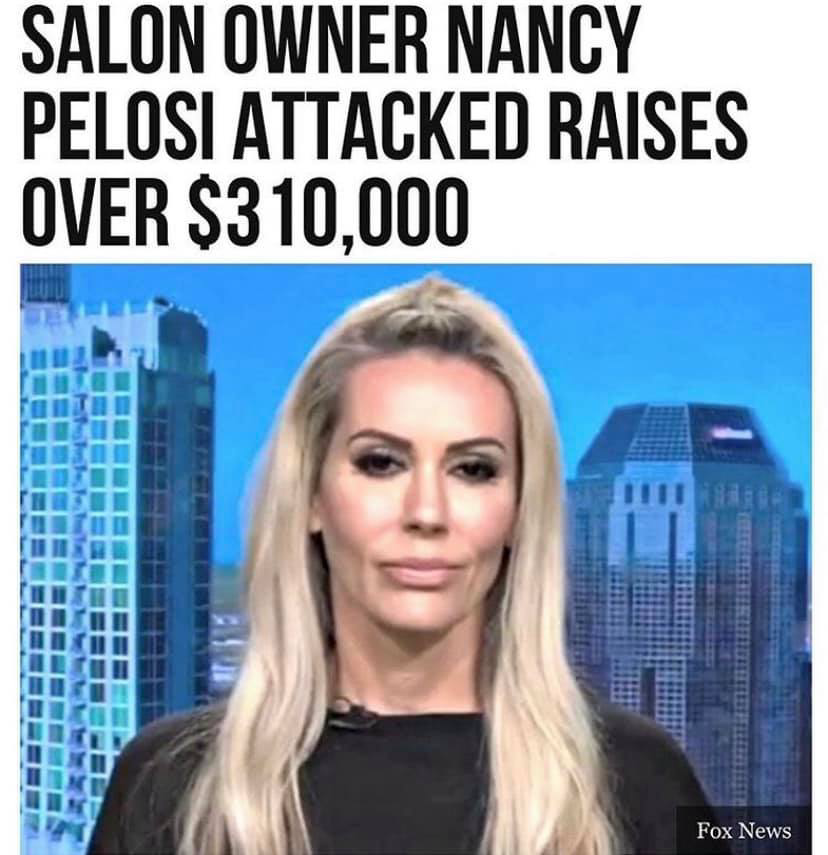 SALON OWNER NANCY
PELOSI ATTACKED RAISES
OVER $310,000
Fox News